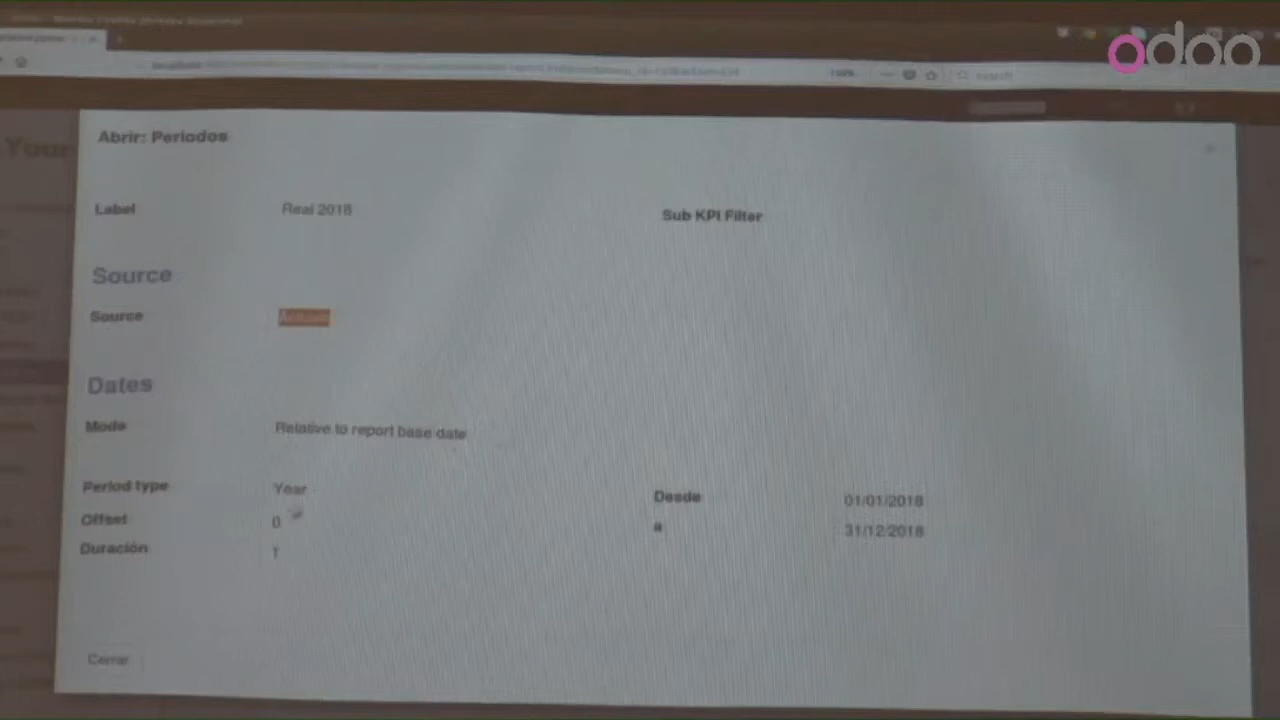 odoo
Your
Abrir: Periodos
Label Real 2018 Sub KPI Filter
Source
Source
Dates
Mode Relative to report base date
Period type Year Desde 01/01/2018
Offset 0 a 31/12/2018
Duración 1
Cerrar